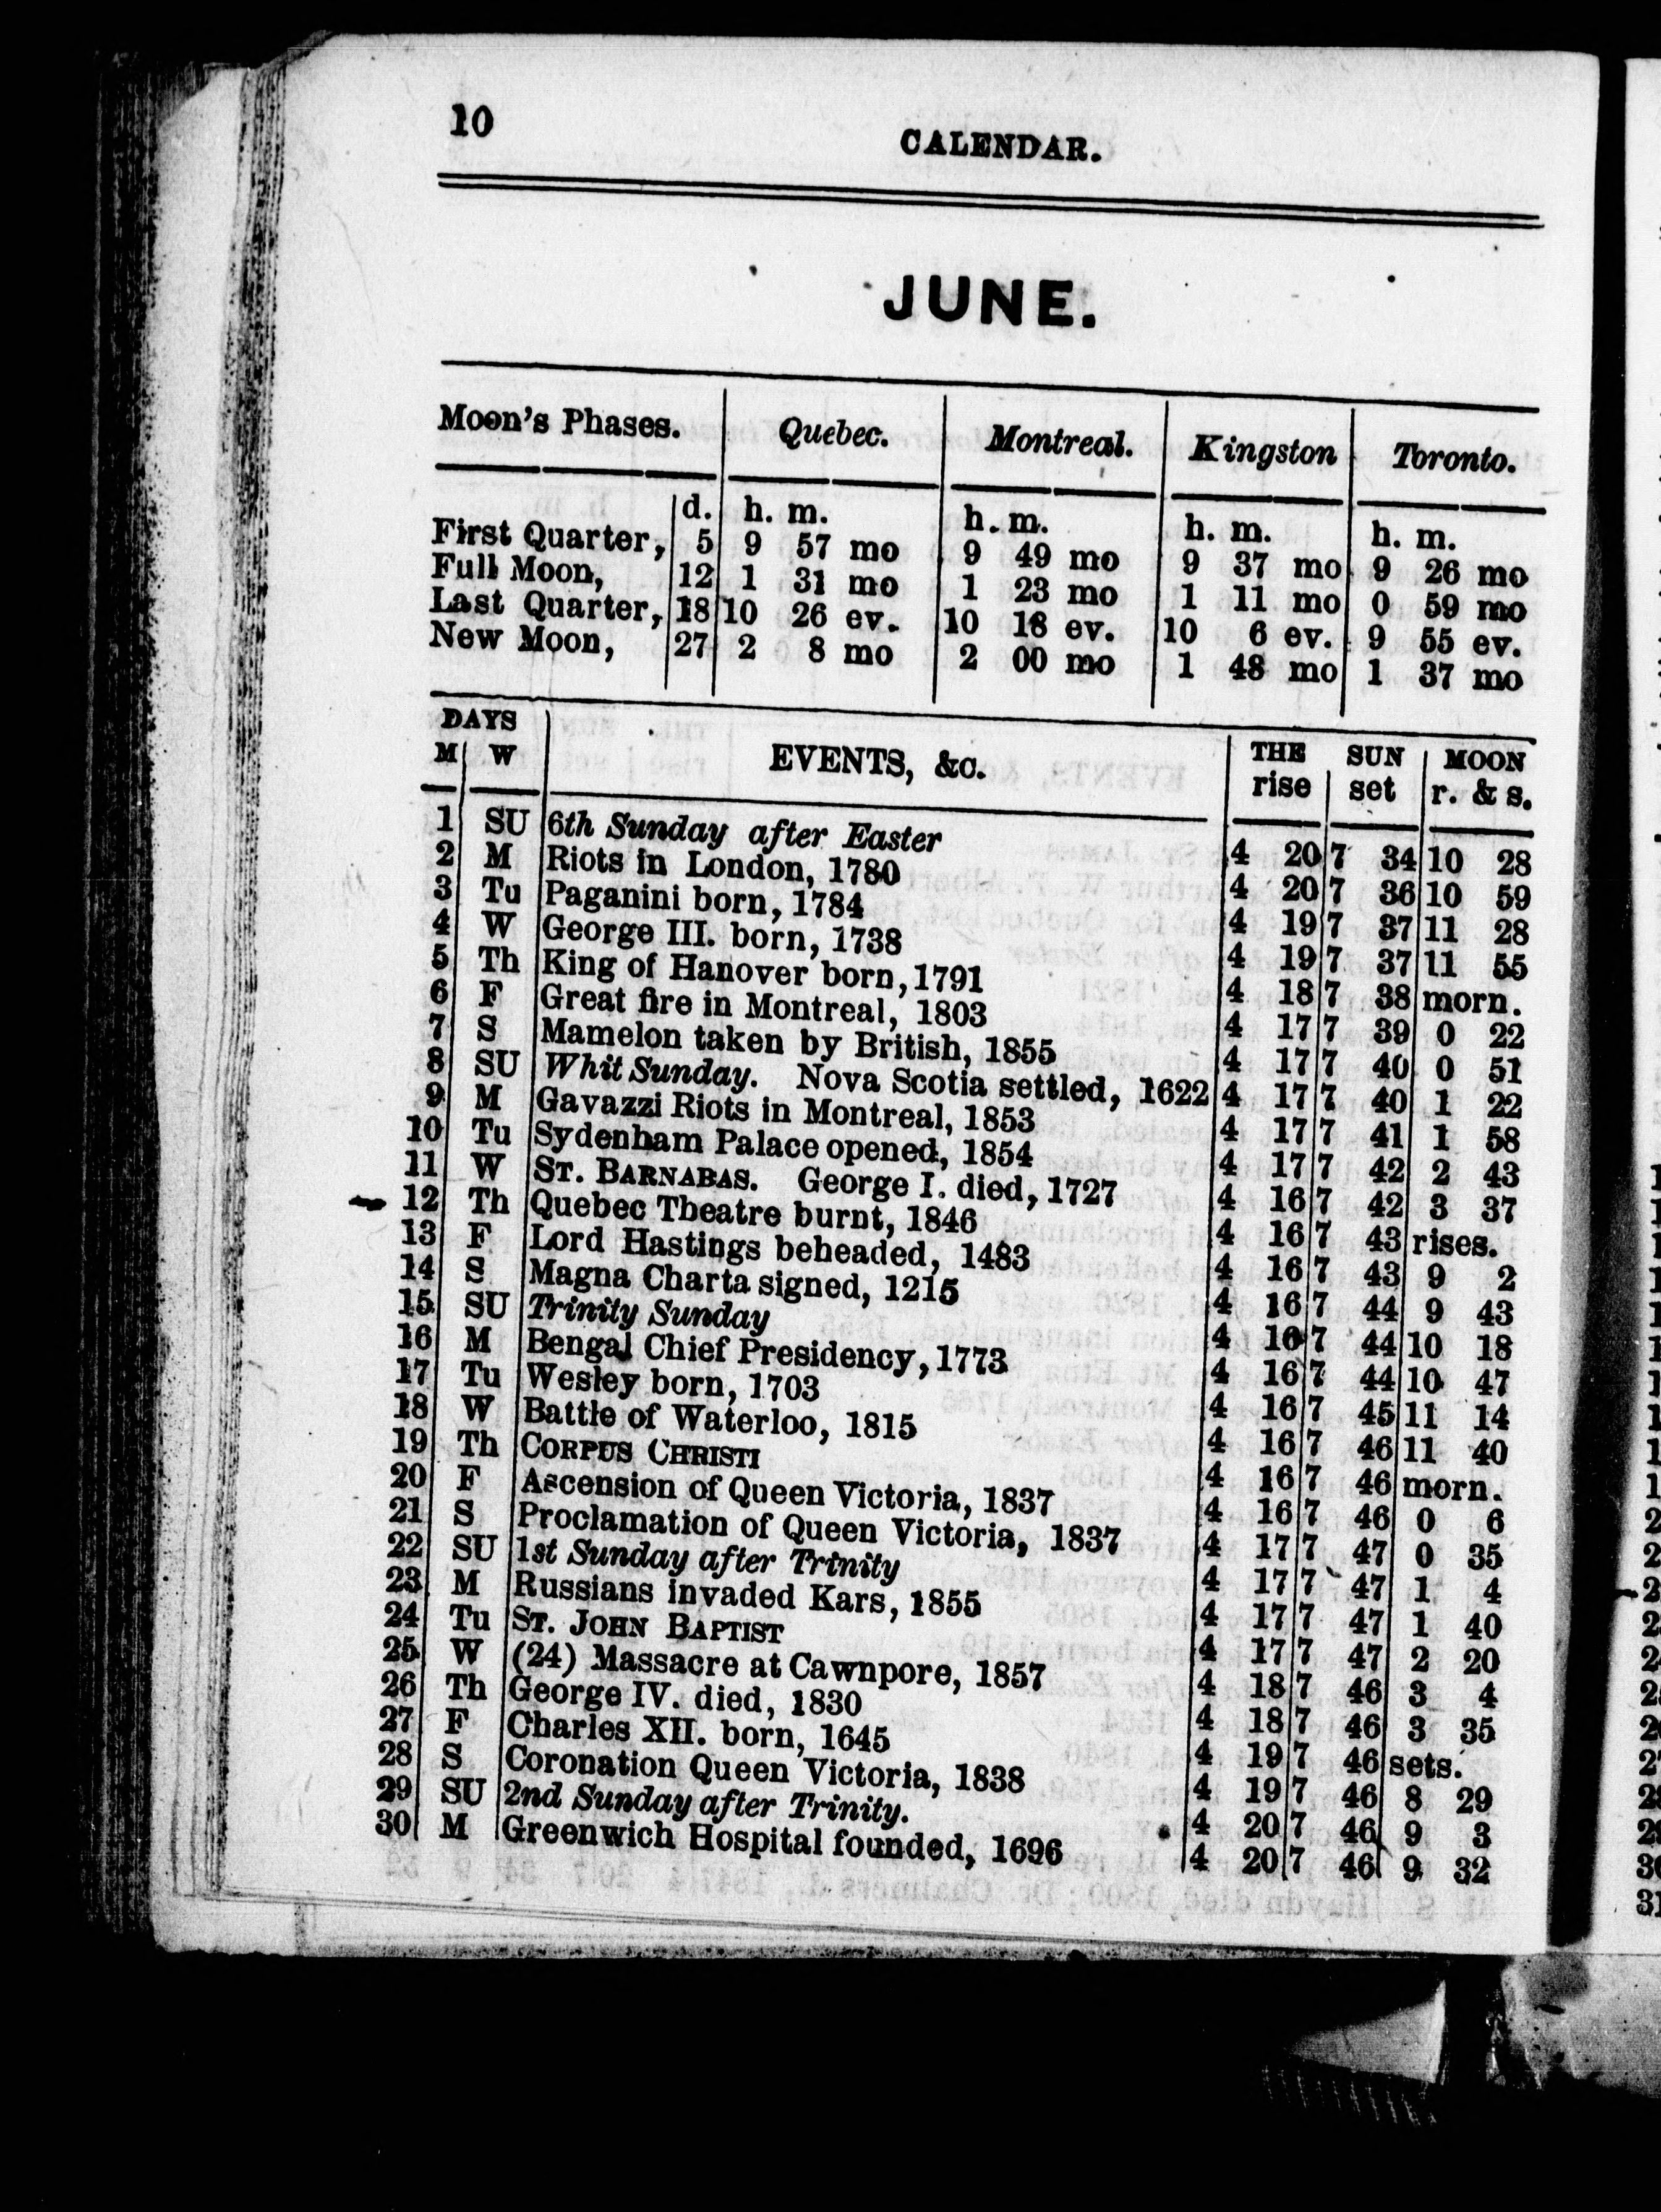 10
CALENDAR.
JUNE.
Moon's Phases. Quebec. Montreal. Kingston Toronto.
d. h. m. h. m. h. m. h. m.
First Quarter, 5 9 57 mo 9 49 mo 9 37 mo 9 26 mo
Full Moon, 12 1 31 mo 1 23 mo 1 11 mo 0 59 mo
Last Quarter, 18 10 26 ev. 10 18 ev. 10 6 ev. 9 55 ev.
New Moon, 27 2 8 mo 2 00 mo 1 48 mo 1 37 mo
DAYS EVENTS, &c. THE SUN MOON
M W rise set r. & s.
1 SU 6th Sunday after Easter 4 20 7 34 10 28
2 M Riots in London, 1780 4 20 7 36 10 59
3 Tu Paganini born, 1784 4 19 7 37 11 28
4 W George III. born, 1738 4 19 7 37 11 55
5 Th King of Hanover born, 1791 4 18 7 38 morn.
6 F Great fire in Montreal, 1803 4 17 7 39 0 22
7 S Mamelon taken by British, 1855 4 17 7 40 0 51
8 SU Whit Sunday. Nova Scotia settled, 1622 4 17 7 40 1 22
9 M Gavazzi Riots in Montreal, 1853 4 17 7 41 1 58
10 Tu Sydenham Palace opened, 1854 4 17 7 42 2 43
11 W ST. BARNABAS. George I. died, 1727 4 16 7 42 3 37
12 Th Quebec Theatre burnt, 1846 4 16 7 43 rises.
13 F Lord Hastings beheaded, 1483 4 16 7 43 9 2
14 S Magna Charta signed, 1215 4 16 7 44 9 43
15 SU Trinity Sunday 4 16 7 44 10 18
16 M Bengal Chief Presidency, 1773 4 16 7 44 10 47
17 Tu Wesley born, 1703 4 16 7 45 11 14
18 W Battle of Waterloo, 1815 4 16 7 46 11 40
19 Th CORPUS CHRISTI 4 16 7 46 morn.
20 F Ascension of Queen Victoria, 1837 4 16 7 46 0 6
21 S Proclamation of Queen Victoria, 1837 4 17 7 47 0 35
22 SU 1st Sunday after Trinity 4 17 7 47 1 4
23 M Russians invaded Kars, 1855 4 17 7 47 1 40
24 Tu ST. JOHN BAPTIST 4 17 7 47 2 20
25 W (24) Massacre at Cawnpore, 1857 4 18 7 46 3 4
26 Th George IV. died, 1830 4 18 7 46 3 35
27 F Charles XII. born, 1645 4 19 7 46 sets.
28 S Coronation Queen Victoria, 1838 4 19 7 46 8 29
29 SU 2nd Sunday after Trinity. 4 20 7 46 9 3
30 M Greenwich Hospital founded, 1696 4 20 7 46 9 32